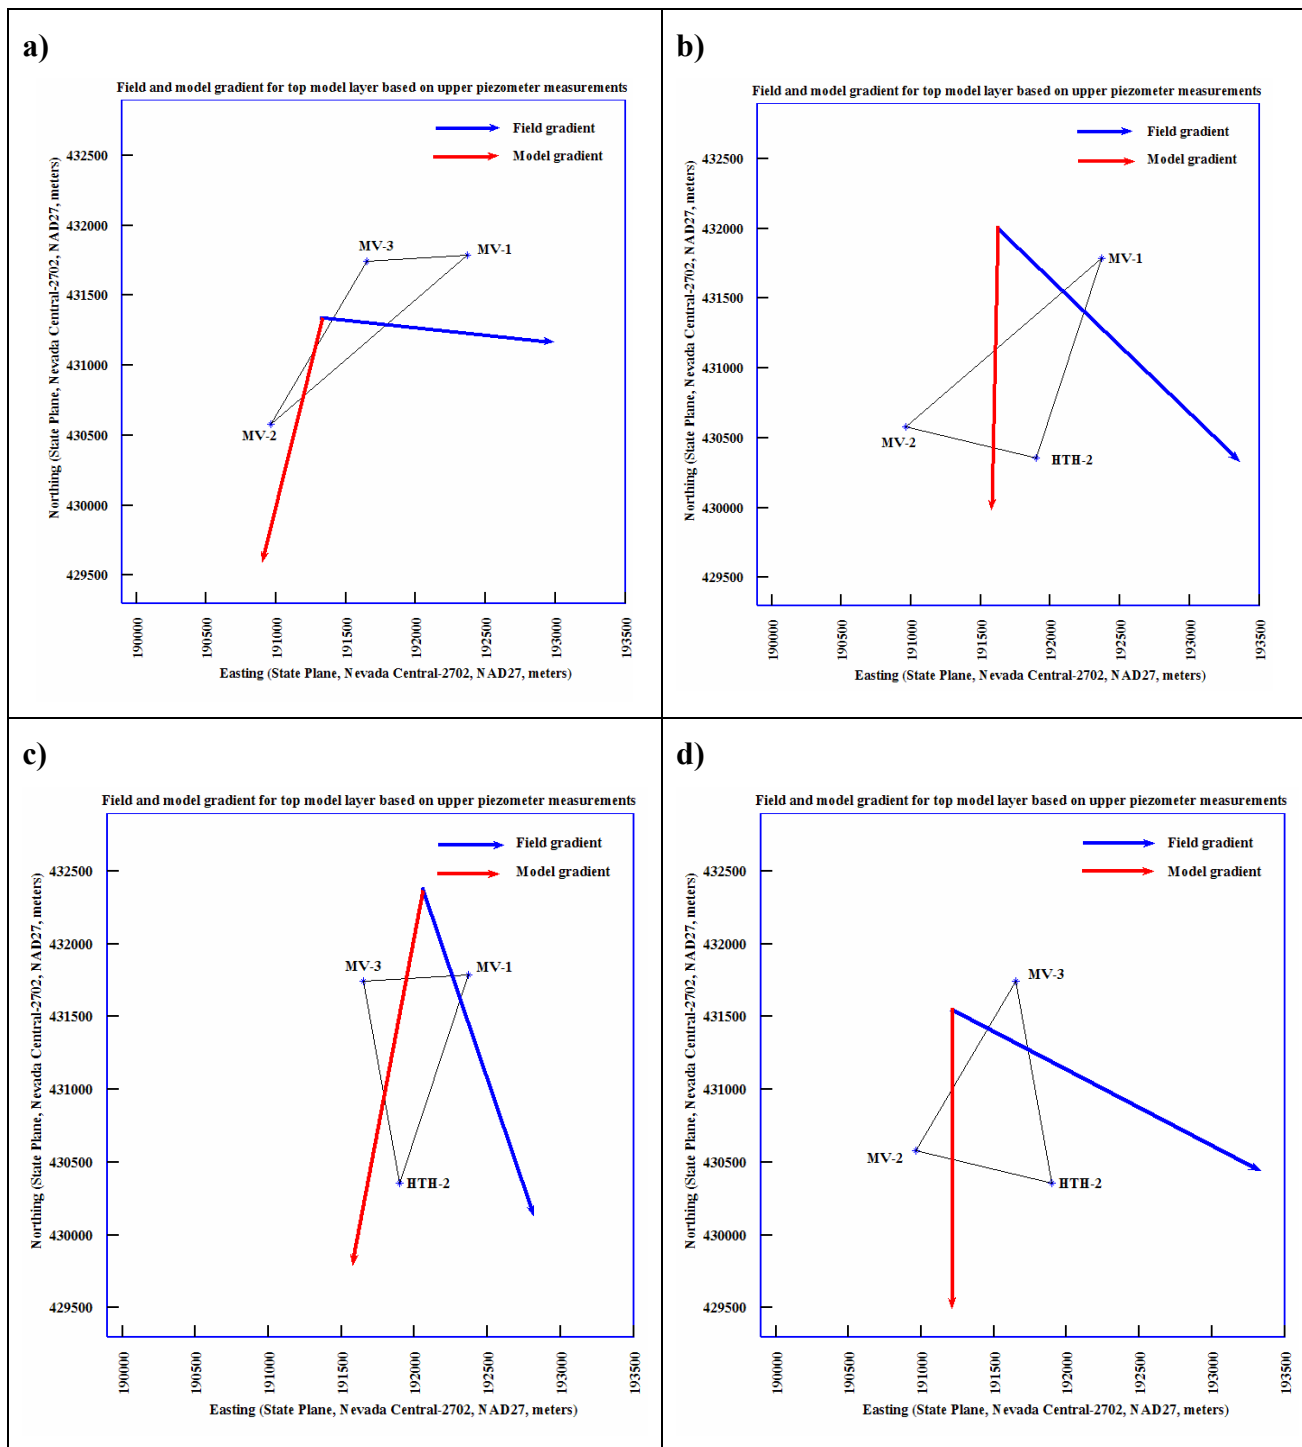 a)
Field and model gradient for top model layer based on upper piezometer measurements
Field gradient
Model gradient
Northing (State Plane, Nevada Central-2702, NAD27, meters)
432500
432000
431500
431000
430500
430000
429500
MV-3
MV-1
MV-2
190000
190500
191000
191500
192000
192500
193000
193500
Easting (State Plane, Nevada Central-2702, NAD27, meters)
b)
Field and model gradient for top model layer based on upper piezometer measurements
Field gradient
Model gradient
Northing (State Plane, Nevada Central-2702, NAD27, meters)
432500
432000
431500
431000
430500
430000
429500
MV-1
MV-2
HTH-2
190000
190500
191000
191500
192000
192500
193000
193500
Easting (State Plane, Nevada Central-2702, NAD27, meters)
c)
Field and model gradient for top model layer based on upper piezometer measurements
Field gradient
Model gradient
Northing (State Plane, Nevada Central-2702, NAD27, meters)
432500
432000
431500
431000
430500
430000
429500
MV-3
MV-1
HTH-2
190000
190500
191000
191500
192000
192500
193000
193500
Easting (State Plane, Nevada Central-2702, NAD27, meters)
d)
Field and model gradient for top model layer based on upper piezometer measurements
Field gradient
Model gradient
Northing (State Plane, Nevada Central-2702, NAD27, meters)
432500
432000
431500
431000
430500
430000
429500
MV-3
MV-2
HTH-2
190000
190500
191000
191500
192000
192500
193000
193500
Easting (State Plane, Nevada Central-2702, NAD27, meters)